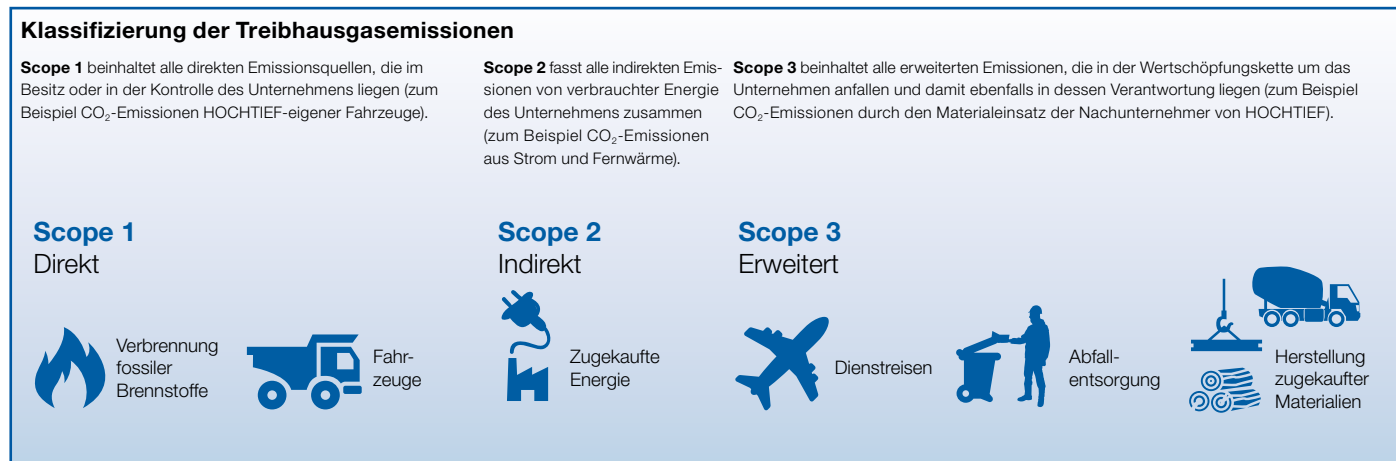 Klassifizierung der Treibhausgasemissionen
Scope 1 beinhaltet alle direkten Emissionsquellen, die im
Besitz oder in der Kontrolle des Unternehmens liegen (zum
Beispiel CO₂-Emissionen HOCHTIEF-eigener Fahrzeuge).
Scope 2 fasst alle indirekten Emis-
sionen von verbrauchter Energie
des Unternehmens zusammen
(zum Beispiel CO₂-Emissionen
aus Strom und Fernwärme).
Scope 3 beinhaltet alle erweiterten Emissionen, die in der Wertschöpfungskette um das
Unternehmen anfallen und damit ebenfalls in dessen Verantwortung liegen (zum Beispiel
CO₂-Emissionen durch den Materialeinsatz der Nachunternehmer von HOCHTIEF).
Scope 1
Direkt
Verbrennung
fossiler
Brennstoffe
Fahr-
zeuge
Scope 2
Indirekt
Zugekaufte
Energie
Scope 3
Erweitert
Dienstreisen
Abfall-
entsorgung
Herstellung
zugekaufter
Materialien